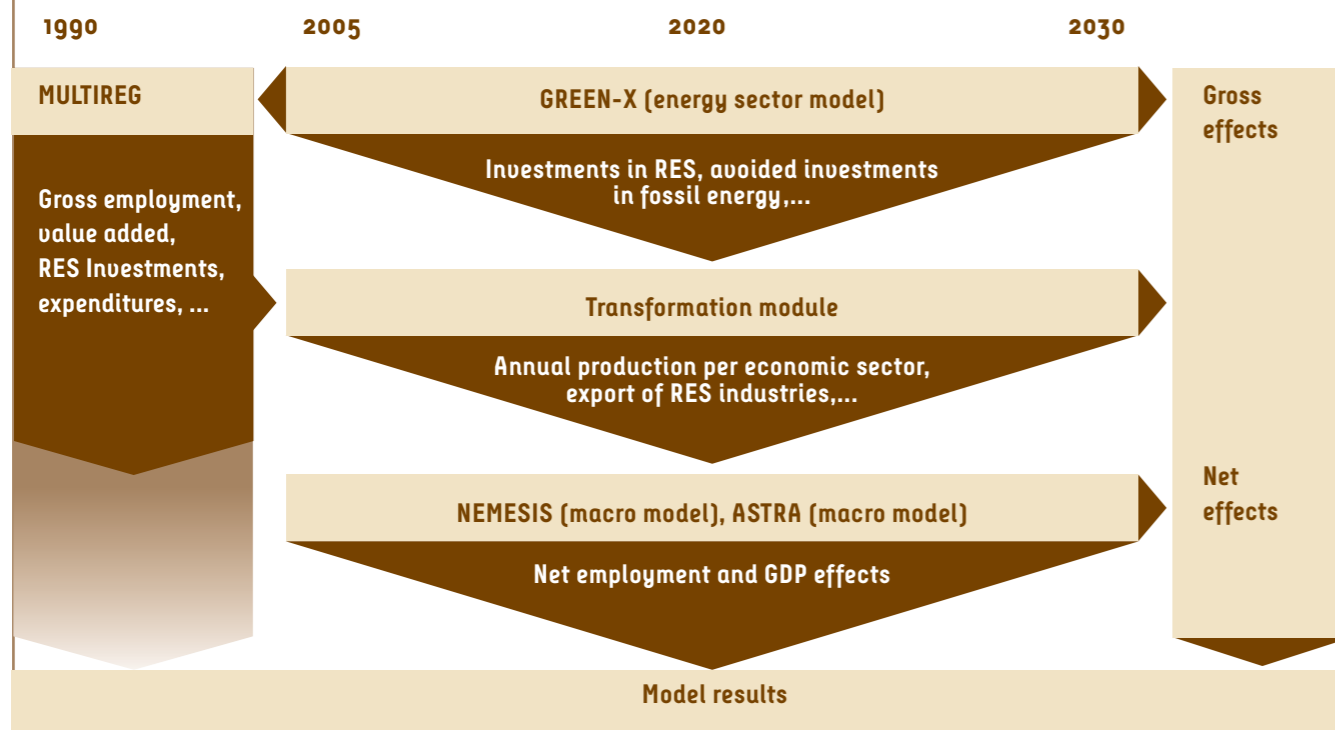 1990
2005
2020
2030
MULTIREG
Gross employment,
value added,
RES Investments,
expenditures, ...
GREEN-X (energy sector model)
Investments in RES, avoided investments
in fossil energy,...
Transformation module
Annual production per economic sector,
export of RES industries,...
NEMESIS (macro model), ASTRA (macro model)
Net employment and GDP effects
Gross
effects
Net
effects
Model results